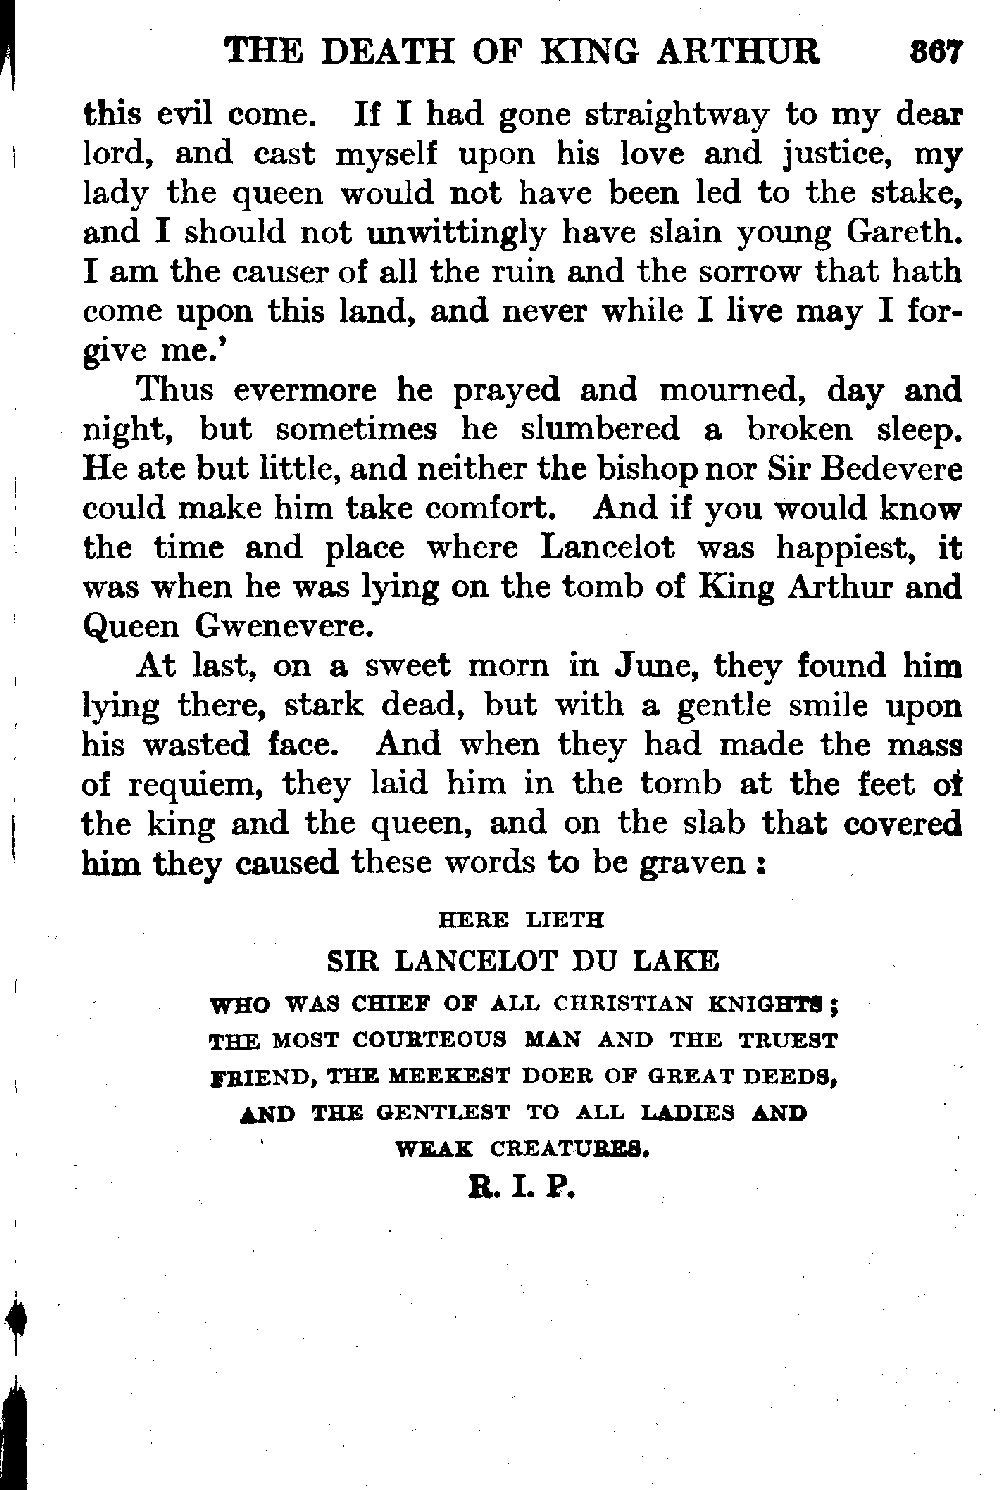 THE DEATH OF KING ARTHUR 367
this evil come. If I had gone straightway to my dear
lord, and cast myself upon his love and justice, my
lady the queen would not have been led to the stake,
and I should not unwittingly have slain young Gareth.
I am the causer of all the ruin and the sorrow that hath
come upon this land, and never while I live may I for-
give me.'
Thus evermore he prayed and mourned, day and
night, but sometimes he slumbered a broken sleep.
He ate but little, and neither the bishop nor Sir Bedevere
could make him take comfort. And if you would know
the time and place where Lancelot was happiest, it
was when he was lying on the tomb of King Arthur and
Queen Gwenevere.
At last, on a sweet morn in June, they found him
lying there, stark dead, but with a gentle smile upon
his wasted face. And when they had made the mass
of requiem, they laid him in the tomb at the feet of
the king and the queen, and on the slab that covered
him they caused these words to be graven :
HERE LIETH
SIR LANCELOT DU LAKE
WHO WAS CHIEF OF ALL CHRISTIAN KNIGHTS ;
THE MOST COURTEOUS MAN AND THE TRUEST
FRIEND, THE MEEKEST DOER OF GREAT DEEDS,
AND THE GENTLEST TO ALL LADIES AND
WEAK CREATURES.
R. I. P.